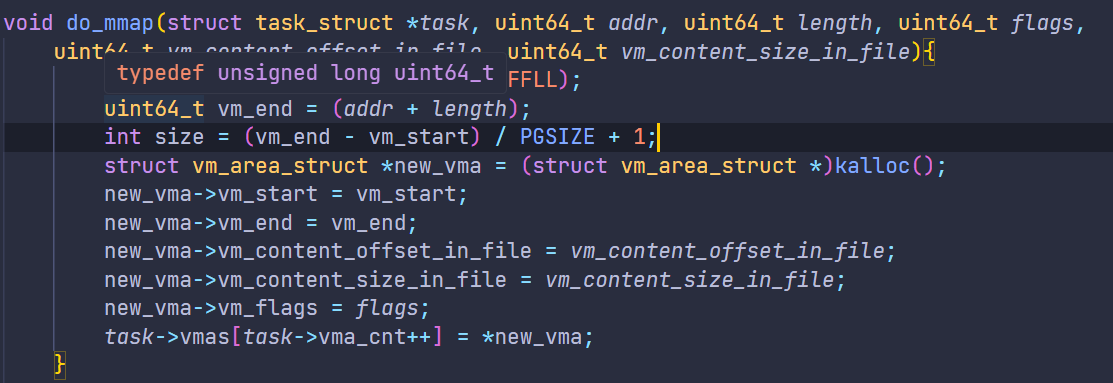 void do_mmap(struct task_struct *task, uint64_t addr, uint64_t length, uint64_t flags,
uint64_t vm_content_offset_in_file, uint64_t vm_content_size_in_file){
typedef unsigned long uint64_t
FFLL);
uint64_t vm_end = (addr + length);
int size = (vm_end - vm_start) / PGSIZE + 1;
struct vm_area_struct *new_vma = (struct vm_area_struct *)kalloc();
new_vma->vm_start = vm_start;
new_vma->vm_end = vm_end;
new_vma->vm_content_offset_in_file = vm_content_offset_in_file;
new_vma->vm_content_size_in_file = vm_content_size_in_file;
new_vma->vm_flags = flags;
task->vmas[task->vma_cnt++] = *new_vma;
}